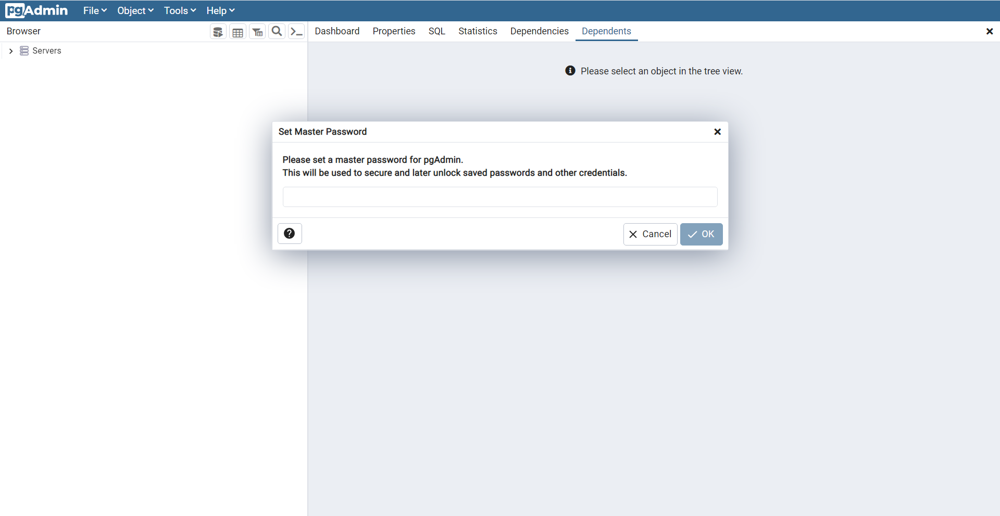 pgAdmin File Object Tools Help
Browser
Dashboard Properties SQL Statistics Dependencies Dependents
Servers
Please select an object in the tree view.
Set Master Password
Please set a master password for pgAdmin.
This will be used to secure and later unlock saved passwords and other credentials.
Cancel OK